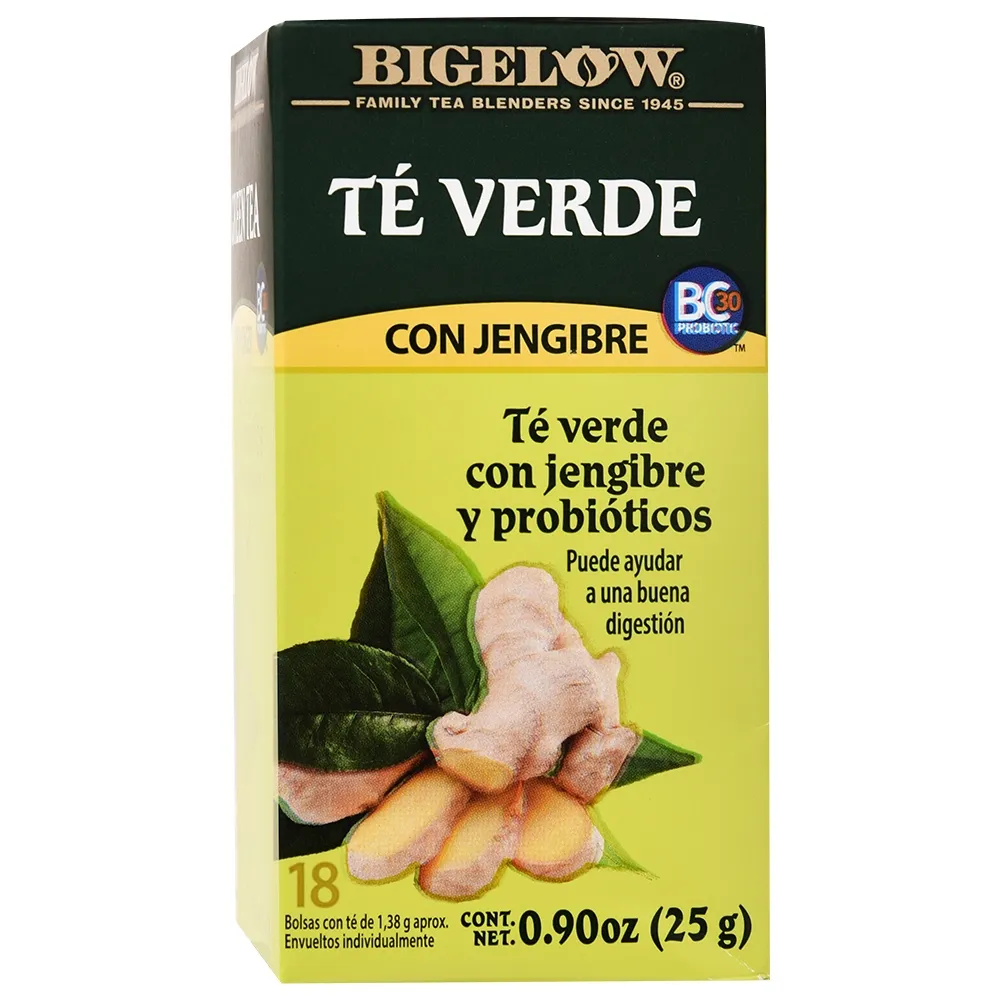 BIGELOW®
FAMILY TEA BLENDERS SINCE 1945
TÉ VERDE
BC30
PROBIOTIC
™
CON JENGIBRE
Té verde
con jengibre
y probióticos
Puede ayudar
a una buena
digestión
18
Bolsas con té de 1,38 g aprox.
Envueltos individualmente
CONT.
NET. 0.90oz (25 g)
TEA
BC